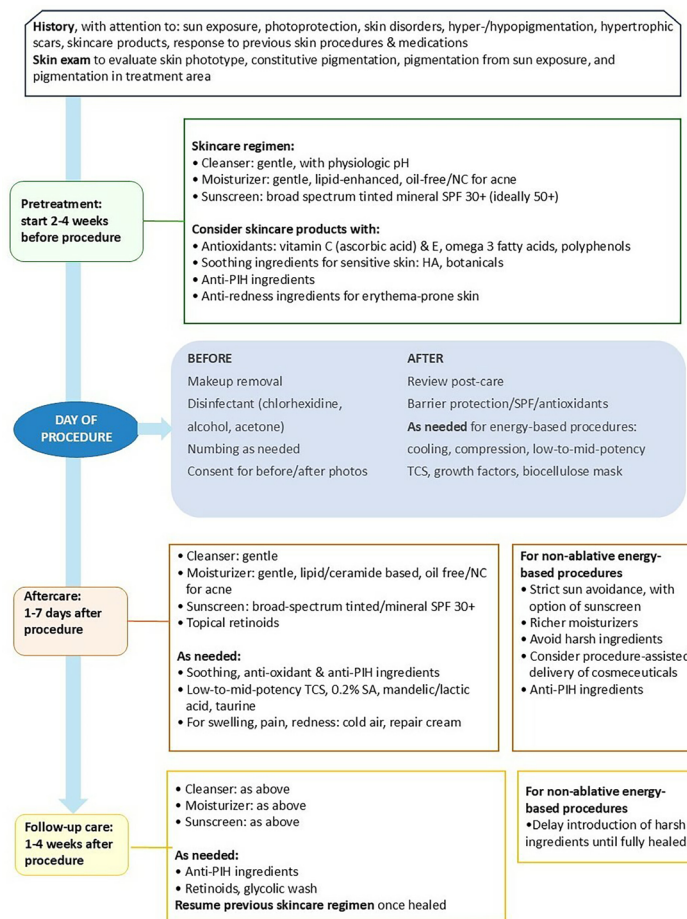 History, with attention to: sun exposure, photoprotection, skin disorders, hyper-/hypopigmentation, hypertrophic
scars, skincare products, response to previous skin procedures & medications
Skin exam to evaluate skin phototype, constitutive pigmentation, pigmentation from sun exposure, and
pigmentation in treatment area
Pretreatment:
start 2-4 weeks
before procedure
Skincare regimen:
• Cleanser: gentle, with physiologic pH
• Moisturizer: gentle, lipid-enhanced, oil-free/NC for acne
• Sunscreen: broad spectrum tinted mineral SPF 30+ (ideally 50+)
Consider skincare products with:
• Antioxidants: vitamin C (ascorbic acid) & E, omega 3 fatty acids, polyphenols
• Soothing ingredients for sensitive skin: HA, botanicals
• Anti-PIH ingredients
• Anti-redness ingredients for erythema-prone skin
DAY OF
PROCEDURE
BEFORE
Makeup removal
Disinfectant (chlorhexidine,
alcohol, acetone)
Numbing as needed
Consent for before/after photos
AFTER
Review post-care
Barrier protection/SPF/antioxidants
As needed for energy-based procedures:
cooling, compression, low-to-mid-potency
TCS, growth factors, biocellulose mask
Aftercare:
1-7 days after
procedure
• Cleanser: gentle
• Moisturizer: gentle, lipid/ceramide based, oil free/NC
for acne
• Sunscreen: broad-spectrum tinted/mineral SPF 30+
• Topical retinoids
As needed:
• Soothing, anti-oxidant & anti-PIH ingredients
• Low-to-mid-potency TCS, 0.2% SA, mandelic/lactic
acid, taurine
• For swelling, pain, redness: cold air, repair cream
For non-ablative energy-
based procedures
• Strict sun avoidance, with
option of sunscreen
• Richer moisturizers
• Avoid harsh ingredients
• Consider procedure-assisted
delivery of cosmeceuticals
• Anti-PIH ingredients
Follow-up care:
1-4 weeks after
procedure
• Cleanser: as above
• Moisturizer: as above
• Sunscreen: as above
As needed:
• Anti-PIH ingredients
• Retinoids, glycolic wash
Resume previous skincare regimen once healed
For non-ablative energy-
based procedures
•Delay introduction of harsh
ingredients until fully healed